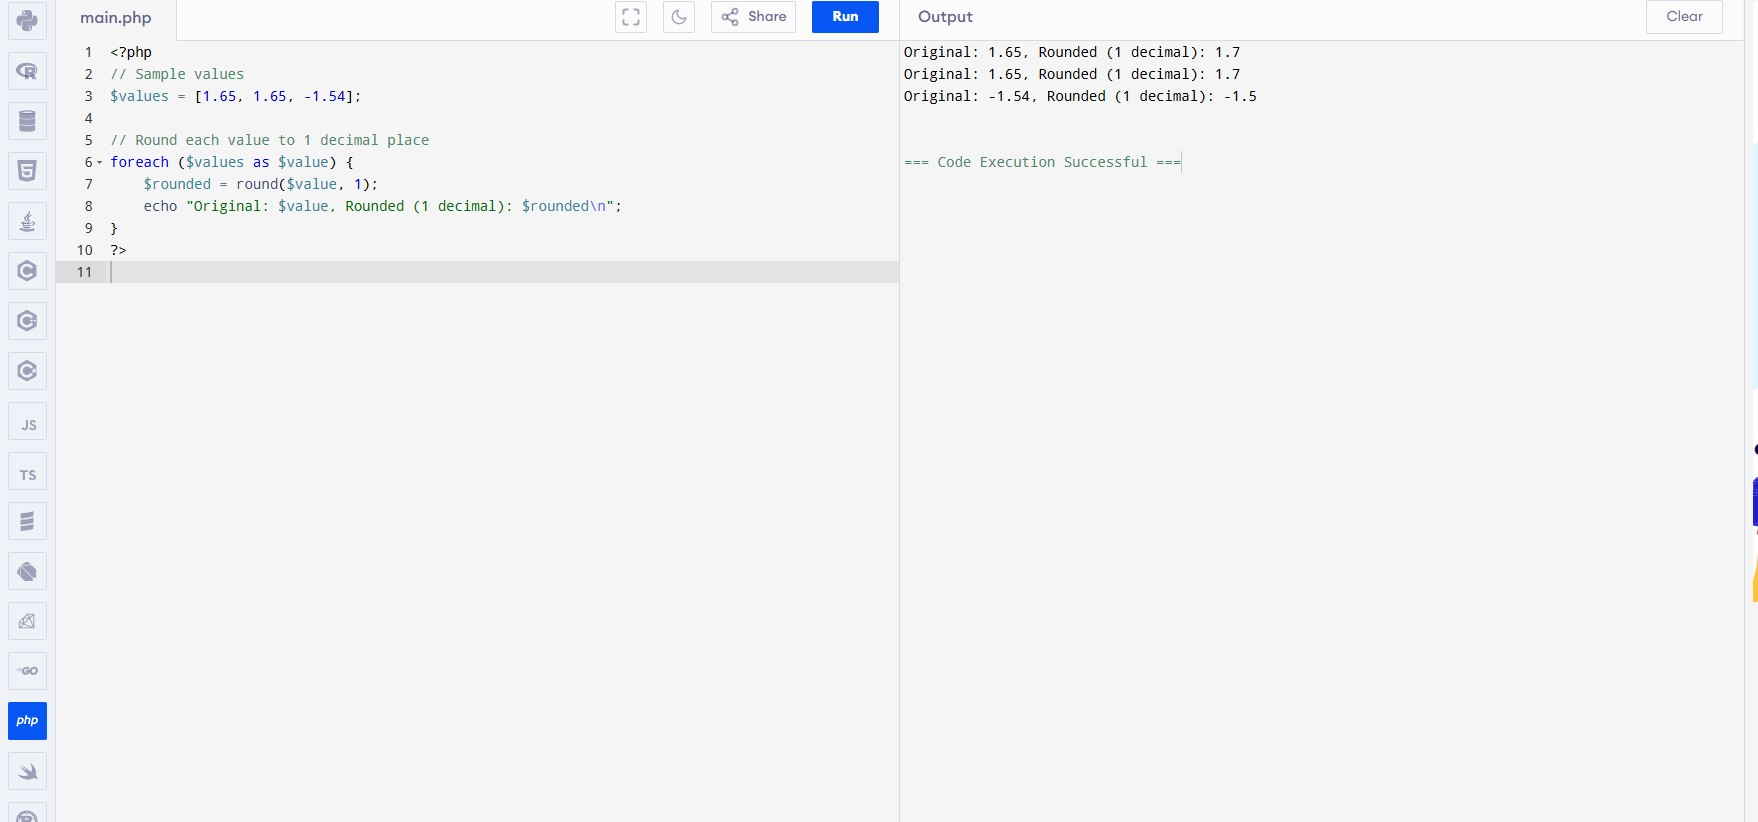 main.php
Share
Run
Output
Clear
1 <?php
2 // Sample values
3 $values = [1.65, 1.65, -1.54];
4
5 // Round each value to 1 decimal place
6 foreach ($values as $value) {
7     $rounded = round($value, 1);
8     echo "Original: $value, Rounded (1 decimal): $rounded\n";
9 }
10 ?>
11
Original: 1.65, Rounded (1 decimal): 1.7
Original: 1.65, Rounded (1 decimal): 1.7
Original: -1.54, Rounded (1 decimal): -1.5
=== Code Execution Successful ===
JS
TS
GO
php